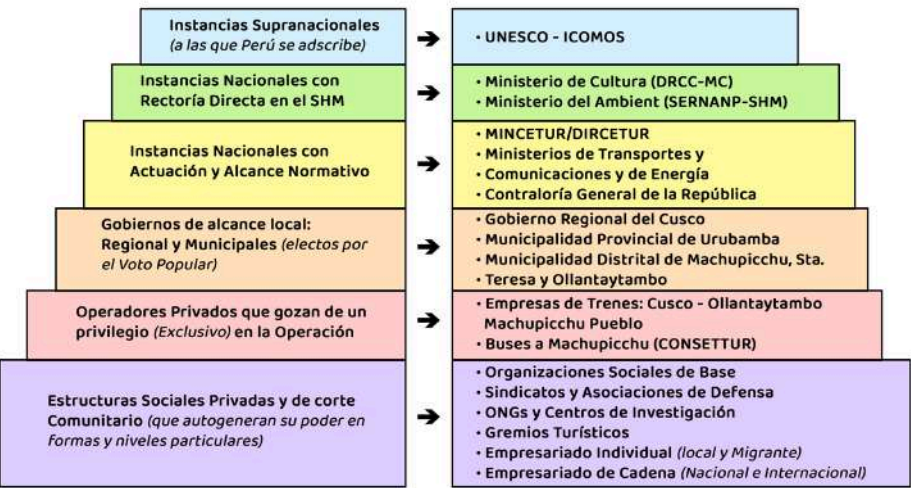 Instancias Supranacionales
(a las que Perú se adscribe)
➔
• UNESCO - ICOMOS
Instancias Nacionales con
Rectoría Directa en el SHM
➔
• Ministerio de Cultura (DRCC-MC)
• Ministerio del Ambient (SERNANP-SHM)
Instancias Nacionales con
Actuación y Alcance Normativo
➔
• MINCETUR/DIRCETUR
• Ministerios de Transportes y
• Comunicaciones y de Energía
• Contraloría General de la República
Gobiernos de alcance local:
Regional y Municipales (electos por
el Voto Popular)
➔
• Gobierno Regional del Cusco
• Municipalidad Provincial de Urubamba
• Municipalidad Distrital de Machupicchu, Sta.
• Teresa y Ollantaytambo
Operadores Privados que gozan de un
privilegio (Exclusivo) en la Operación
➔
• Empresas de Trenes: Cusco - Ollantaytambo
Machupicchu Pueblo
• Buses a Machupicchu (CONSETTUR)
Estructuras Sociales Privadas y de corte
Comunitario (que autogeneran su poder en
formas y niveles particulares)
➔
• Organizaciones Sociales de Base
• Sindicatos y Asociaciones de Defensa
• ONGs y Centros de Investigación
• Gremios Turísticos
• Empresariado Individual (local y Migrante)
• Empresariado de Cadena (Nacional e Internacional)